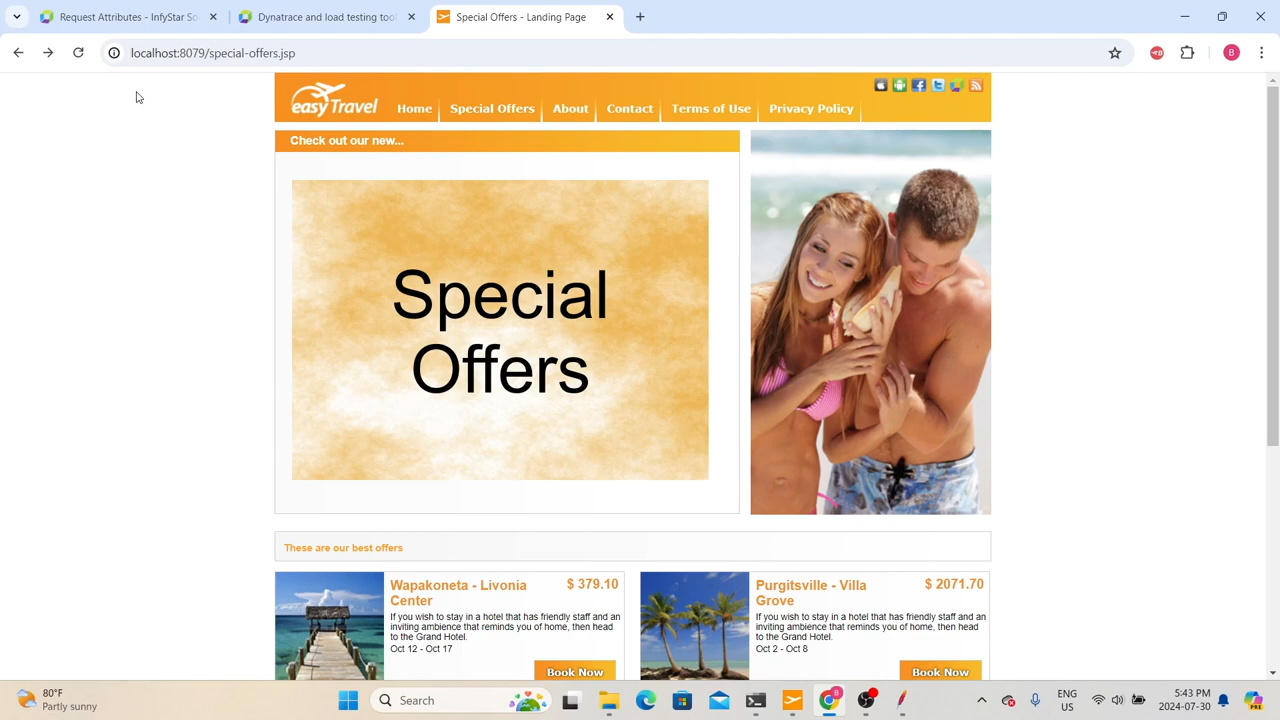 Request Attributes - InfyStar So
Dynatrace and load testing tool
Special Offers - Landing Page
localhost:8079/special-offers.jsp
B
easyTravel
Home
Special Offers
About
Contact
Terms of Use
Privacy Policy
Check out our new...
Special
Offers
These are our best offers
Wapakoneta - Livonia
Center
$ 379.10
If you wish to stay in a hotel that has friendly staff and an
inviting ambience that reminds you of home, then head
to the Grand Hotel.
Oct 12 - Oct 17
Book Now
Purgitsville - Villa
Grove
$ 2071.70
If you wish to stay in a hotel that has friendly staff and an
inviting ambience that reminds you of home, then head
to the Grand Hotel.
Oct 2 - Oct 8
Book Now
80°F
Partly sunny
Search
ENG
US
5:43 PM
2024-07-30